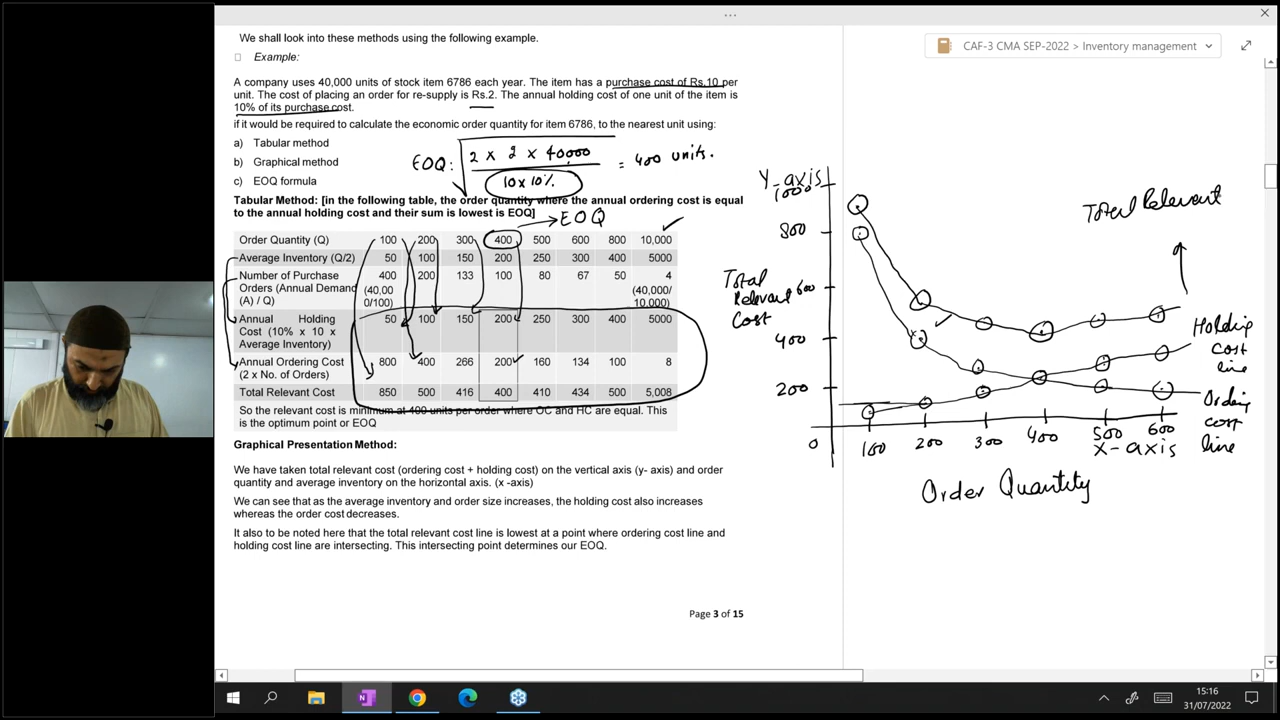 We shall look into these methods using the following example.
Example:
A company uses 40,000 units of stock item 6786 each year. The item has a purchase cost of Rs.10 per
unit. The cost of placing an order for re-supply is Rs.2. The annual holding cost of one unit of the item is
10% of its purchase cost.
if it would be required to calculate the economic order quantity for item 6786, to the nearest unit using:
a) Tabular method
b) Graphical method
c) EOQ formula
EOQ: √ 2 x 2 x 40,000 / 10 x 10% = 400 units.
Tabular Method: [in the following table, the order quantity where the annual ordering cost is equal
to the annual holding cost and their sum is lowest is EOQ]
EOQ
Order Quantity (Q) 100 200 300 400 500 600 800 10,000
Average Inventory (Q/2) 50 100 150 200 250 300 400 5000
Number of Purchase 400 200 133 100 80 67 50 4
Orders (Annual Demand (40,00 (40,000/
(A) / Q) 0/100) 10,000)
Annual Holding 50 100 150 200 250 300 400 5000
Cost (10% x 10 x
Average Inventory)
Annual Ordering Cost 800 400 266 200 160 134 100 8
(2 x No. of Orders)
Total Relevant Cost 850 500 416 400 410 434 500 5,008
So the relevant cost is minimum at 400 units per order where OC and HC are equal. This
is the optimum point or EOQ
Graphical Presentation Method:
We have taken total relevant cost (ordering cost + holding cost) on the vertical axis (y- axis) and order
quantity and average inventory on the horizontal axis. (x -axis)
We can see that as the average inventory and order size increases, the holding cost also increases
whereas the order cost decreases.
It also to be noted here that the total relevant cost line is lowest at a point where ordering cost line and
holding cost line are intersecting. This intersecting point determines our EOQ.
Page 3 of 15
CAF-3 CMA SEP-2022 > Inventory management
Y-axis
1000
800
600
400
200
0
Total
Relevant
Cost
Total Relevant
Holding
cost
line
Ordering
cost
line
100 200 300 400 500 600
X-axis
Order Quantity
15:16
31/07/2022